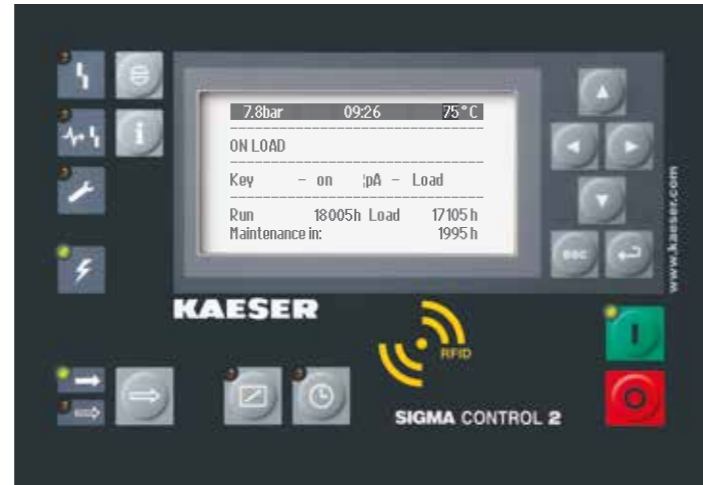 7.8bar 09:26 75°C
ON LOAD
Key - on ¦pA - Load
Run 18005h Load 17105h
Maintenance in: 1995h
esc
www.kaeser.com
KAESER
RFID
I
SIGMA CONTROL 2